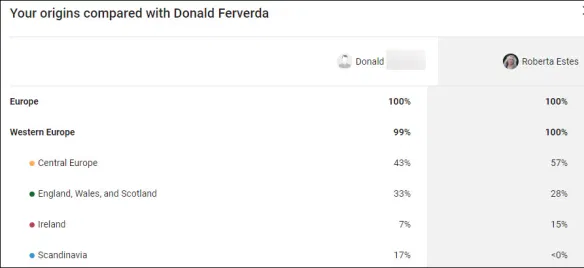 Your origins compared with Donald Ferverda
Donald Roberta Estes
Europe 100% 100%
Western Europe 99% 100%
Central Europe 43% 57%
England, Wales, and Scotland 33% 28%
Ireland 7% 15%
Scandinavia 17% <0%